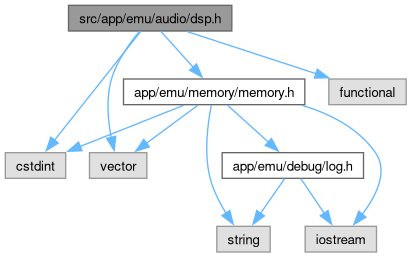 src/app/emu/audio/dsp.h
app/emu/memory/memory.h
functional
cstdint
vector
app/emu/debug/log.h
string
iostream